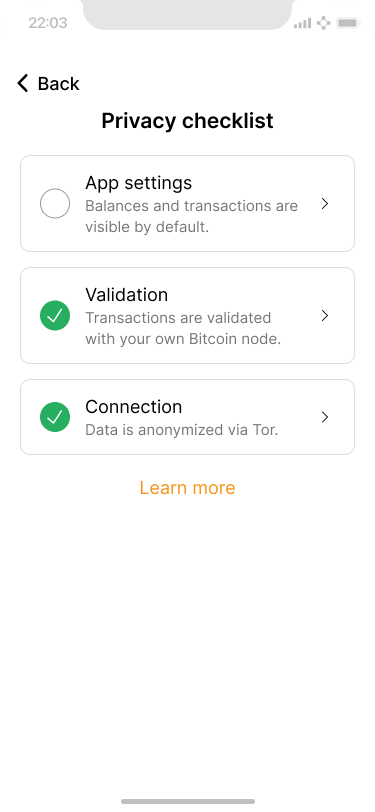 22:03
Back
Privacy checklist
App settings
Balances and transactions are
visible by default.
Validation
Transactions are validated
with your own Bitcoin node.
Connection
Data is anonymized via Tor.
Learn more